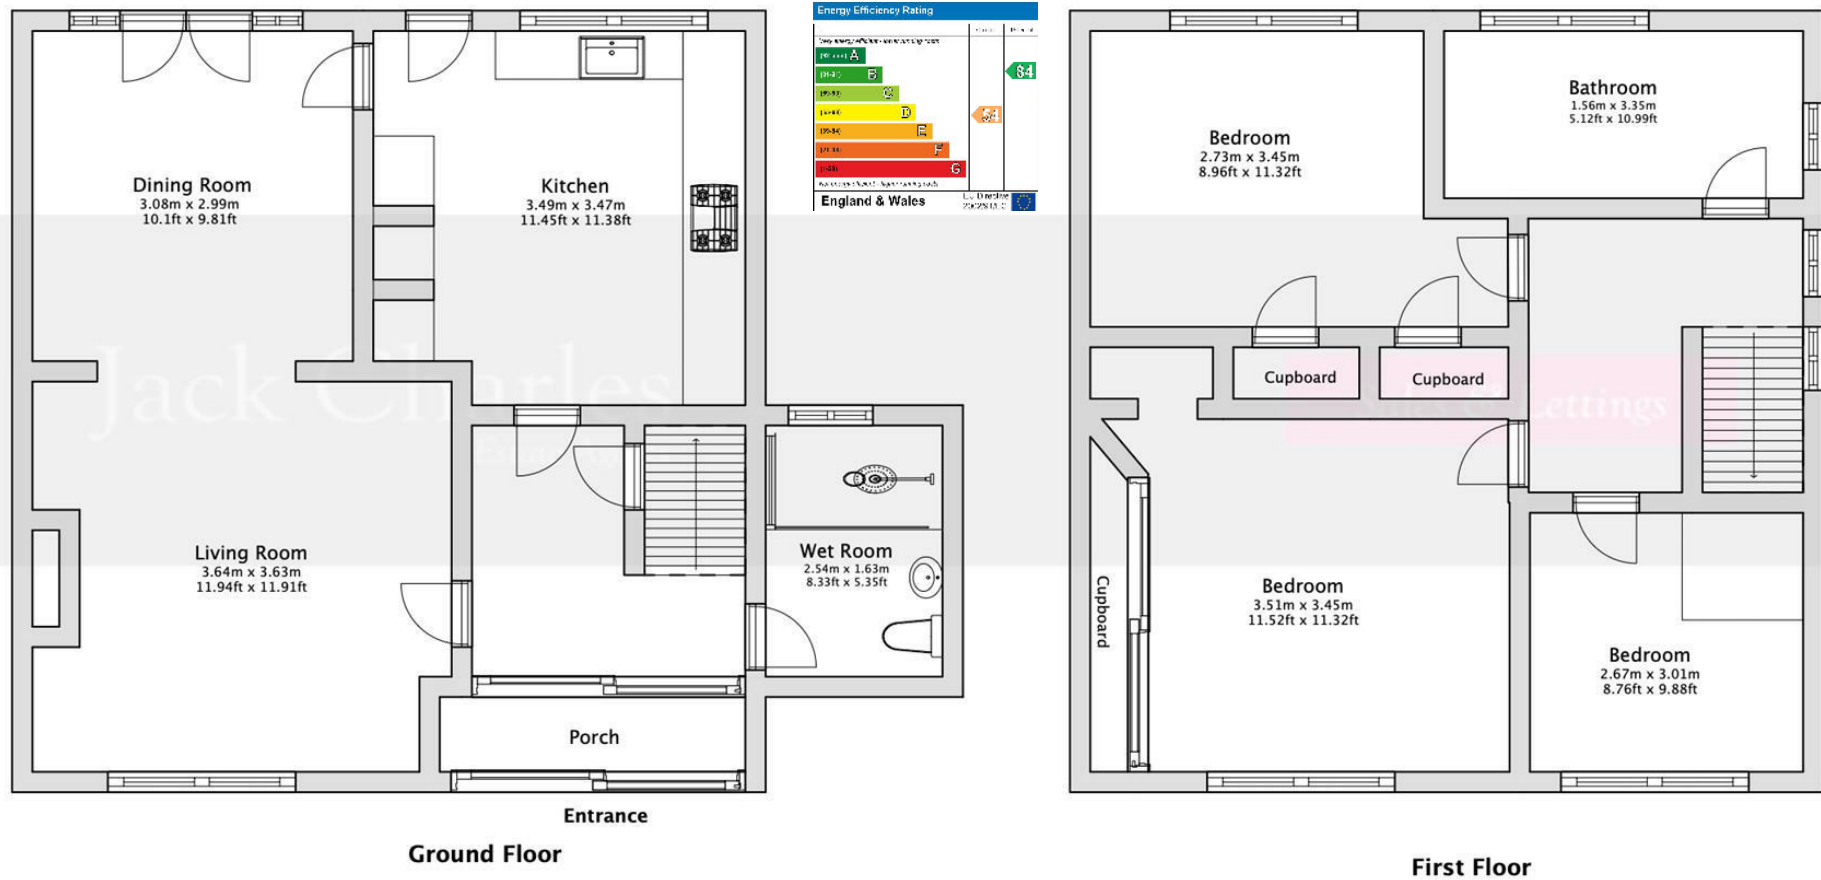 Dining Room
3.08m x 2.99m
10.1ft x 9.81ft
Kitchen
3.49m x 3.47m
11.45ft x 11.38ft
Living Room
3.64m x 3.63m
11.94ft x 11.91ft
Wet Room
2.54m x 1.63m
8.33ft x 5.35ft
Porch
Entrance
Ground Floor
Jack Charles
Energy Efficiency Rating
A
B
C
D
E
F
G
84
54
England & Wales
Bedroom
2.73m x 3.45m
8.96ft x 11.32ft
Bathroom
1.56m x 3.35m
5.12ft x 10.99ft
Cupboard
Cupboard
Sales & Lettings
Cupboard
Bedroom
3.51m x 3.45m
11.52ft x 11.32ft
Bedroom
2.67m x 3.01m
8.76ft x 9.88ft
First Floor